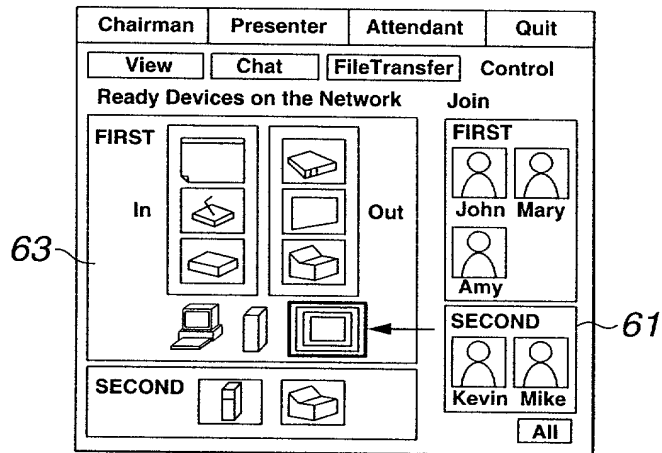 Chairman Presenter Attendant Quit
View Chat FileTransfer Control
Ready Devices on the Network Join
FIRST
In
Out
63
SECOND
FIRST
John Mary
Amy
SECOND
61
Kevin Mike
All